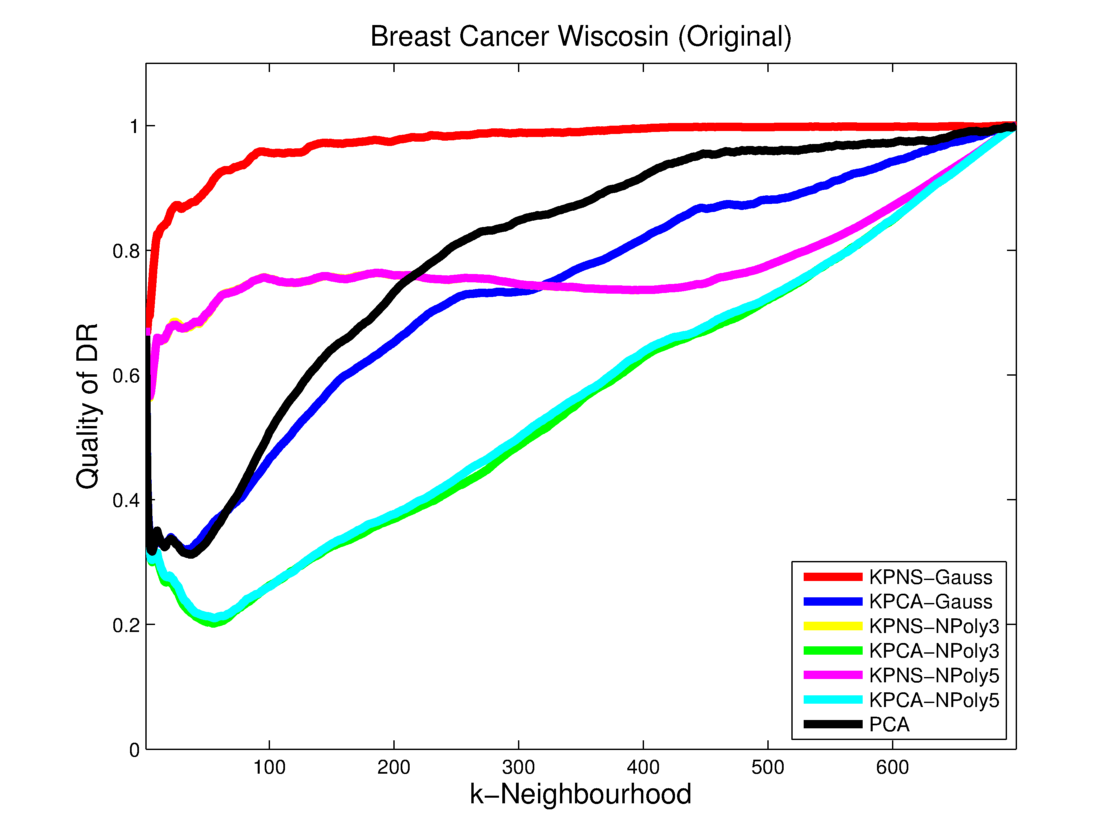 Breast Cancer Wiscosin (Original)
1
0.8
0.6
0.4
0.2
0
Quality of DR
100 200 300 400 500 600
k−Neighbourhood
KPNS−Gauss
KPCA−Gauss
KPNS−NPoly3
KPCA−NPoly3
KPNS−NPoly5
KPCA−NPoly5
PCA